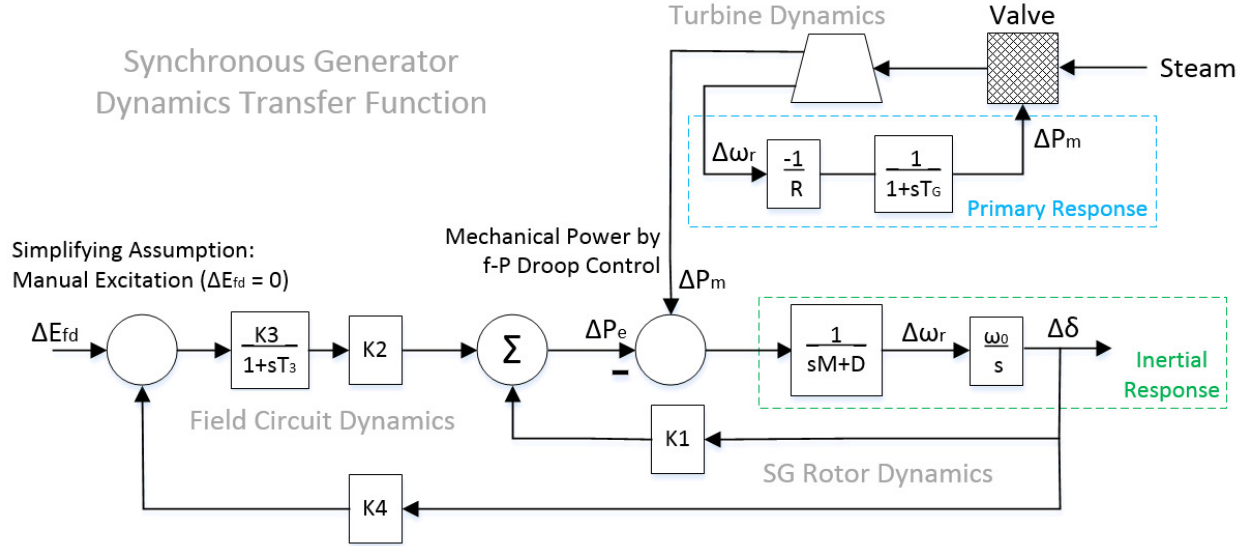 Turbine Dynamics
Valve
Synchronous Generator
Dynamics Transfer Function
Steam
Δωr
-1
R
1
1+sTG
ΔPm
Primary Response
Mechanical Power by
f-P Droop Control
Simplifying Assumption:
Manual Excitation (ΔEfd = 0)
ΔPm
ΔEfd
K3
1+sT3
K2
Σ
ΔPe
-
1
sM+D
Δωr
ω0
s
Δδ
Inertial
Response
Field Circuit Dynamics
K1
SG Rotor Dynamics
K4